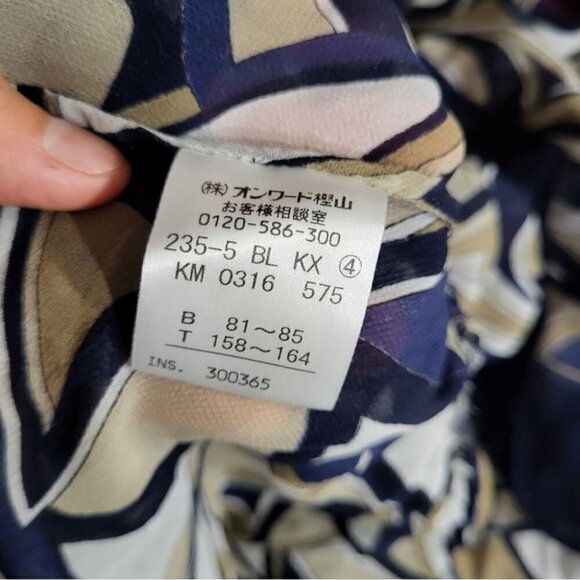 (株)オンワード樫山
お客様相談室
0120-586-300
235-5 BL KX ④
KM 0316 575
B 81～85
T 158～164
INS. 300365